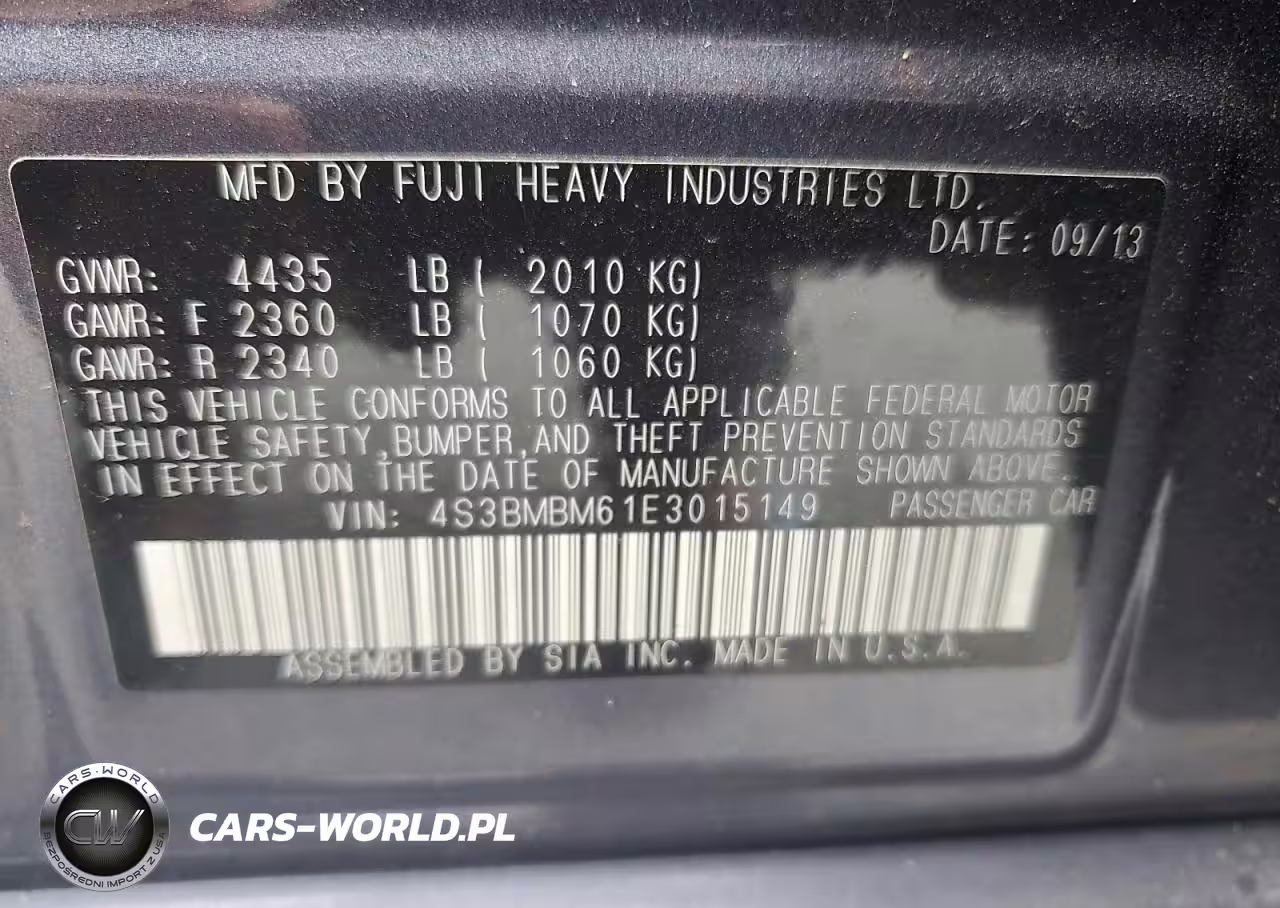 MFD BY FUJI HEAVY INDUSTRIES LTD.
DATE: 09/13
GVWR: 4435 LB ( 2010 KG)
GAWR: F 2360 LB ( 1070 KG)
GAWR: R 2340 LB ( 1060 KG)
THIS VEHICLE CONFORMS TO ALL APPLICABLE FEDERAL MOTOR
VEHICLE SAFETY,BUMPER,AND THEFT PREVENTION STANDARDS
IN EFFECT ON THE DATE OF MANUFACTURE SHOWN ABOVE.
VIN: 4S3BMBM61E3015149 PASSENGER CAR
ASSEMBLED BY SIA INC. MADE IN U.S.A.
CARS-WORLD
CW
BEZPOŚREDNI IMPORT Z USA
CARS-WORLD.PL